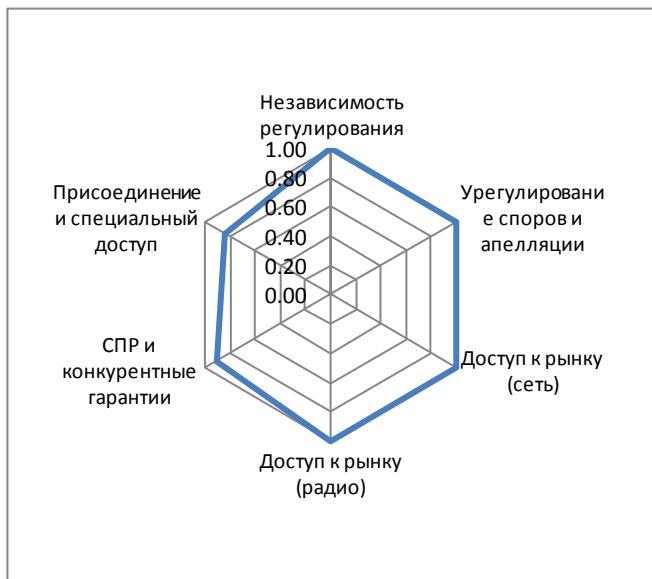 Независимость
регулирования
1.00
0.80
0.60
0.40
0.20
0.00
Урегулировани
е споров и
апелляции
Доступ к рынку
(сеть)
Доступ к рынку
(радио)
СПР и
конкурентные
гарантии
Присоединение
и специальный
доступ